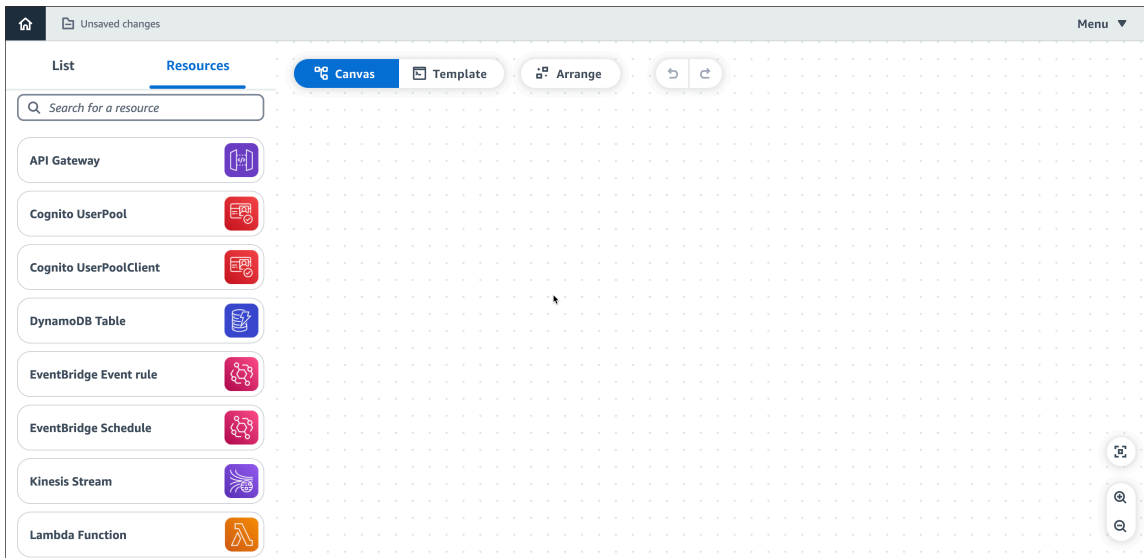 Unsaved changes
Menu
List
Resources
Canvas
Template
Arrange
Search for a resource
API Gateway
Cognito UserPool
Cognito UserPoolClient
DynamoDB Table
EventBridge Event rule
EventBridge Schedule
Kinesis Stream
Lambda Function